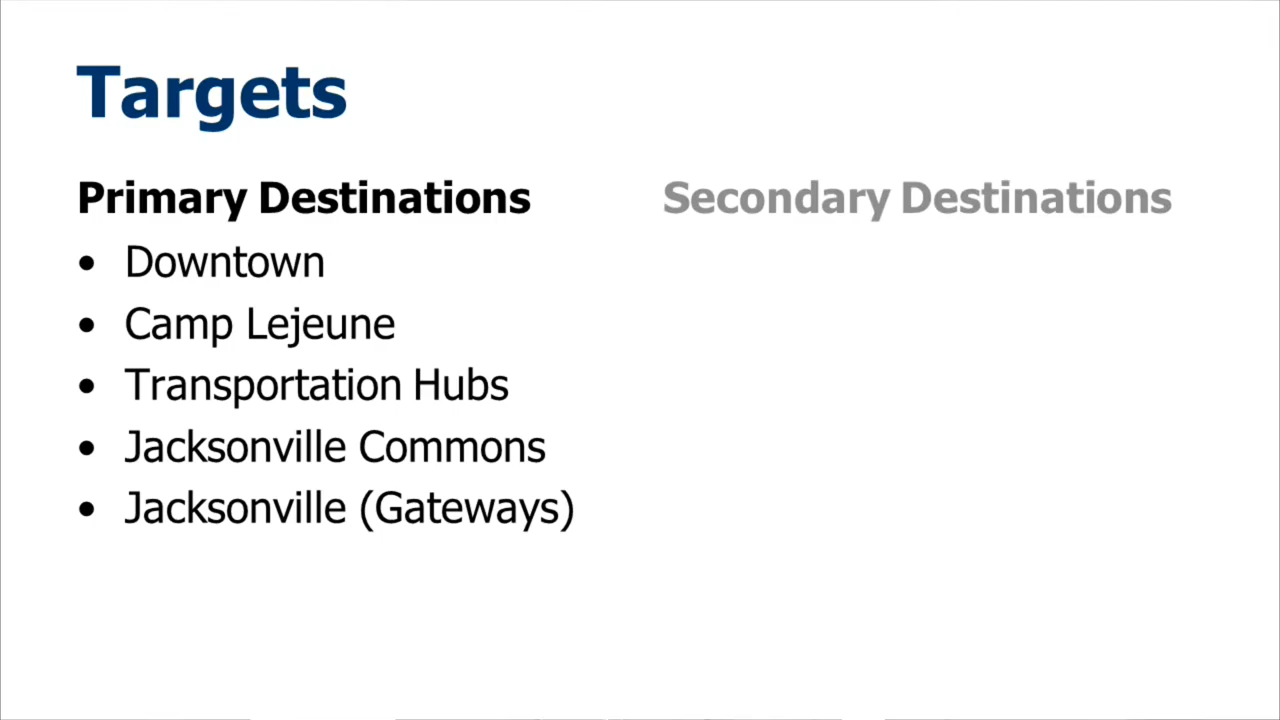 Targets
Primary Destinations
• Downtown
• Camp Lejeune
• Transportation Hubs
• Jacksonville Commons
• Jacksonville (Gateways)
Secondary Destinations